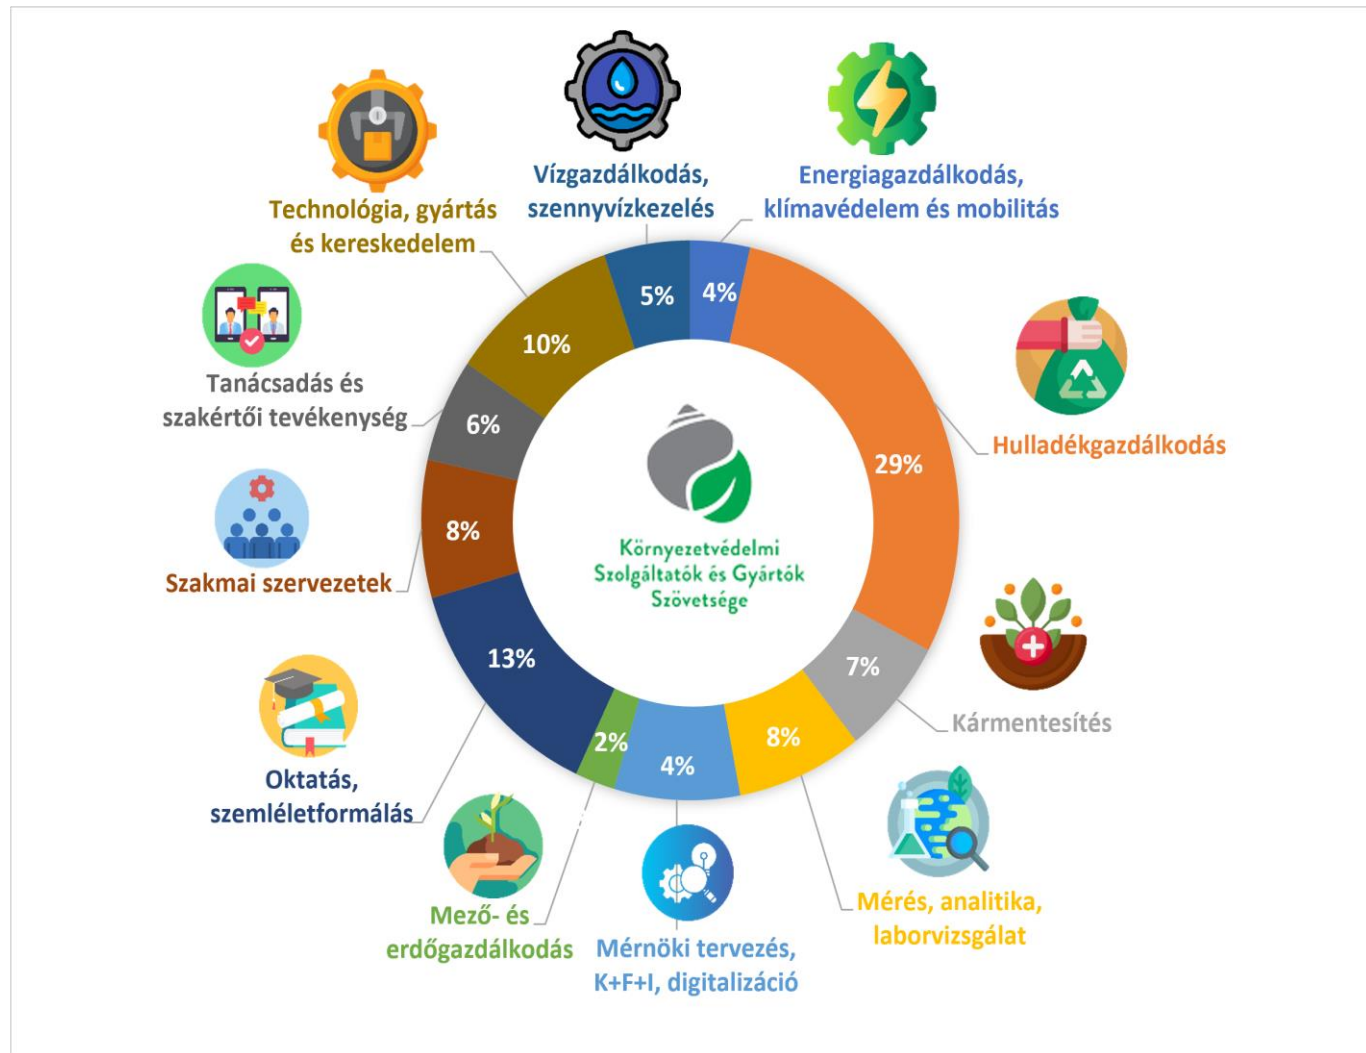 Vízgazdálkodás,
szennyvízkezelés
5%
Energiagazdálkodás,
klímavédelem és mobilitás
4%
Hulladékgazdálkodás
29%
Kármentesítés
7%
Mérés, analitika,
laborvizsgálat
8%
Mérnöki tervezés,
K+F+I, digitalizáció
4%
Mező- és
erdőgazdálkodás
2%
Oktatás,
szemléletformálás
13%
Szakmai szervezetek
8%
Tanácsadás és
szakértői tevékenység
6%
Technológia, gyártás
és kereskedelem
10%
Környezetvédelmi
Szolgáltatók és Gyártók
Szövetsége